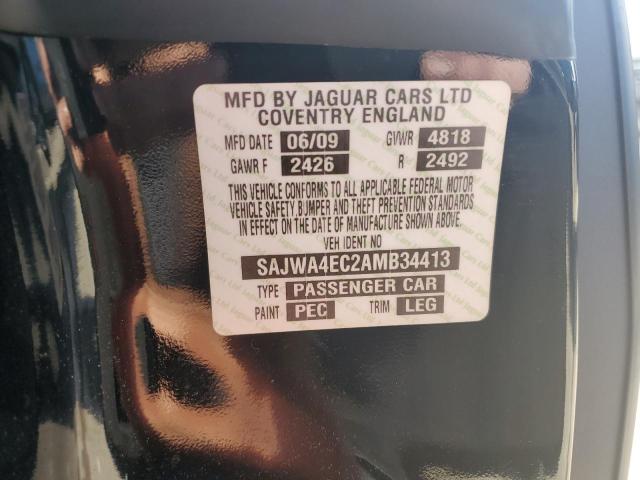 MFD BY JAGUAR CARS LTD
COVENTRY ENGLAND
MFD DATE 06/09 GVWR 4818
GAWR F 2426 R 2492
THIS VEHICLE CONFORMS TO ALL APPLICABLE FEDERAL MOTOR
VEHICLE SAFETY, BUMPER AND THEFT PREVENTION STANDARDS
IN EFFECT ON THE DATE OF MANUFACTURE SHOWN ABOVE.
VEH IDENT NO
SAJWA4EC2AMB34413
TYPE PASSENGER CAR
PAINT PEC TRIM LEG